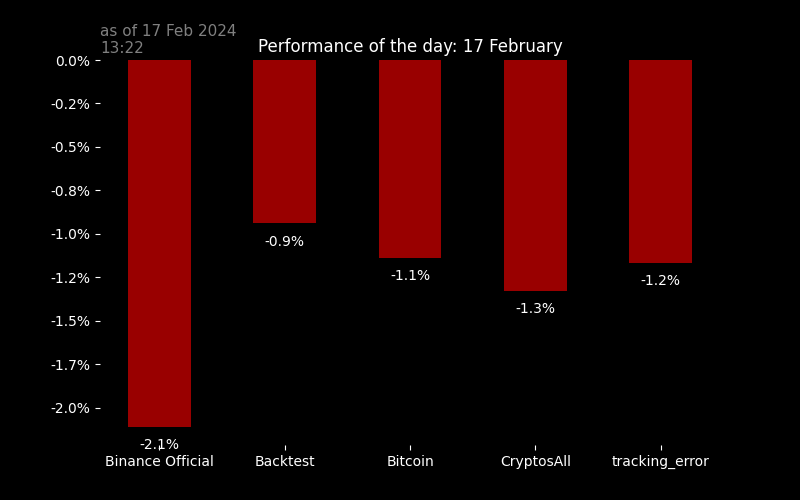 as of 17 Feb 2024
13:22
Performance of the day: 17 February
0.0%
-0.2%
-0.5%
-0.8%
-1.0%
-1.2%
-1.5%
-1.7%
-2.0%
-2.1%
-0.9%
-1.1%
-1.3%
-1.2%
Binance Official
Backtest
Bitcoin
CryptosAll
tracking_error